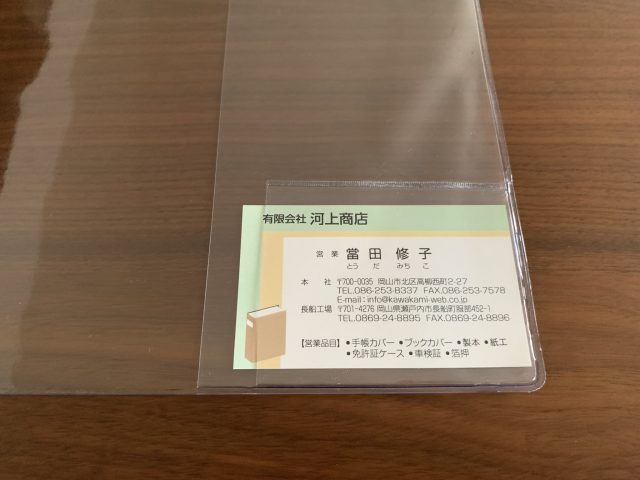 有限会社 河上商店
営業 當田 修子
とう だ みち こ
本 社 〒700-0035 岡山市北区高柳西町2-27
TEL.086-253-8337 FAX.086-253-7578
E-mail : info@kawakami-web.co.jp
長船工場 〒701-4276 岡山県瀬戸内市長船町服部452-1
TEL.0869-24-8895 FAX.0869-24-8896
【営業品目】 •手帳カバー •ブックカバー •製本 •紙工
•免許証ケース •車検証 •箔押